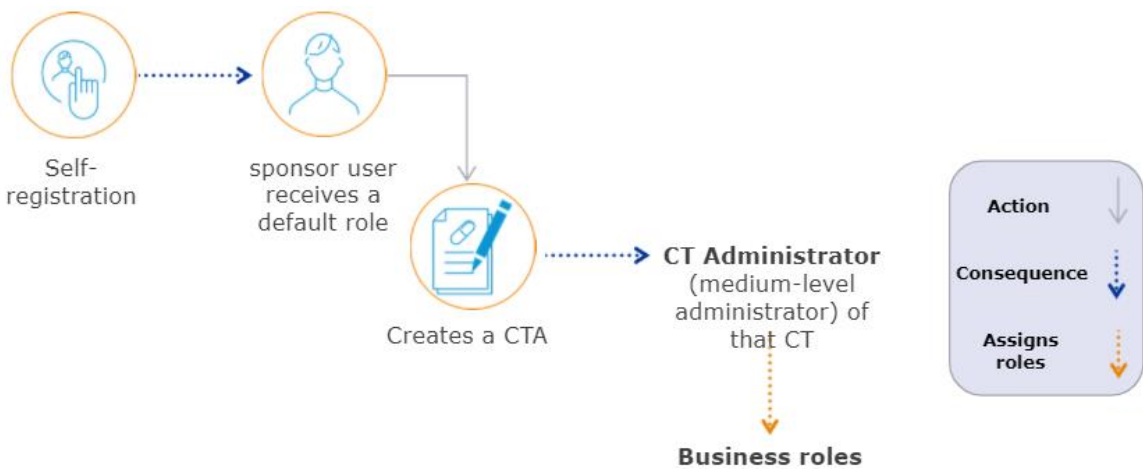 Self-
registration
sponsor user
receives a
default role
Creates a CTA
CT Administrator
(medium-level
administrator) of
that CT
Business roles
Action
Consequence
Assigns
roles